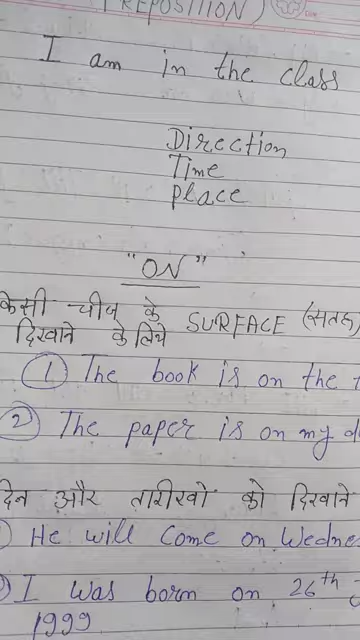 (PREPOSITION)
I am in the class
Direction
Time
place
"ON"
किसी चीज के SURFACE (सतह)
दिखाने के लिये
① The book is on the
② The paper is on my
दिन और तारीखो को दिखाने
He will come on
I was born on 26th
1999